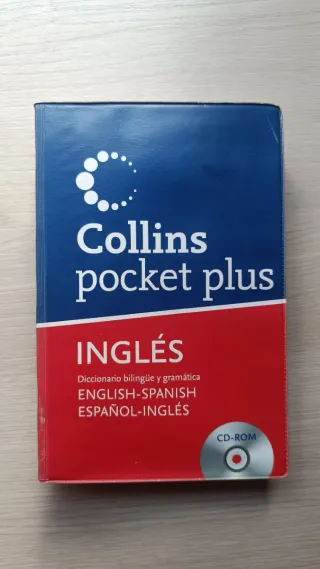 Collins
pocket plus
INGLÉS
Diccionario bilingüe y gramática
ENGLISH-SPANISH
ESPAÑOL-INGLÉS
CD-ROM